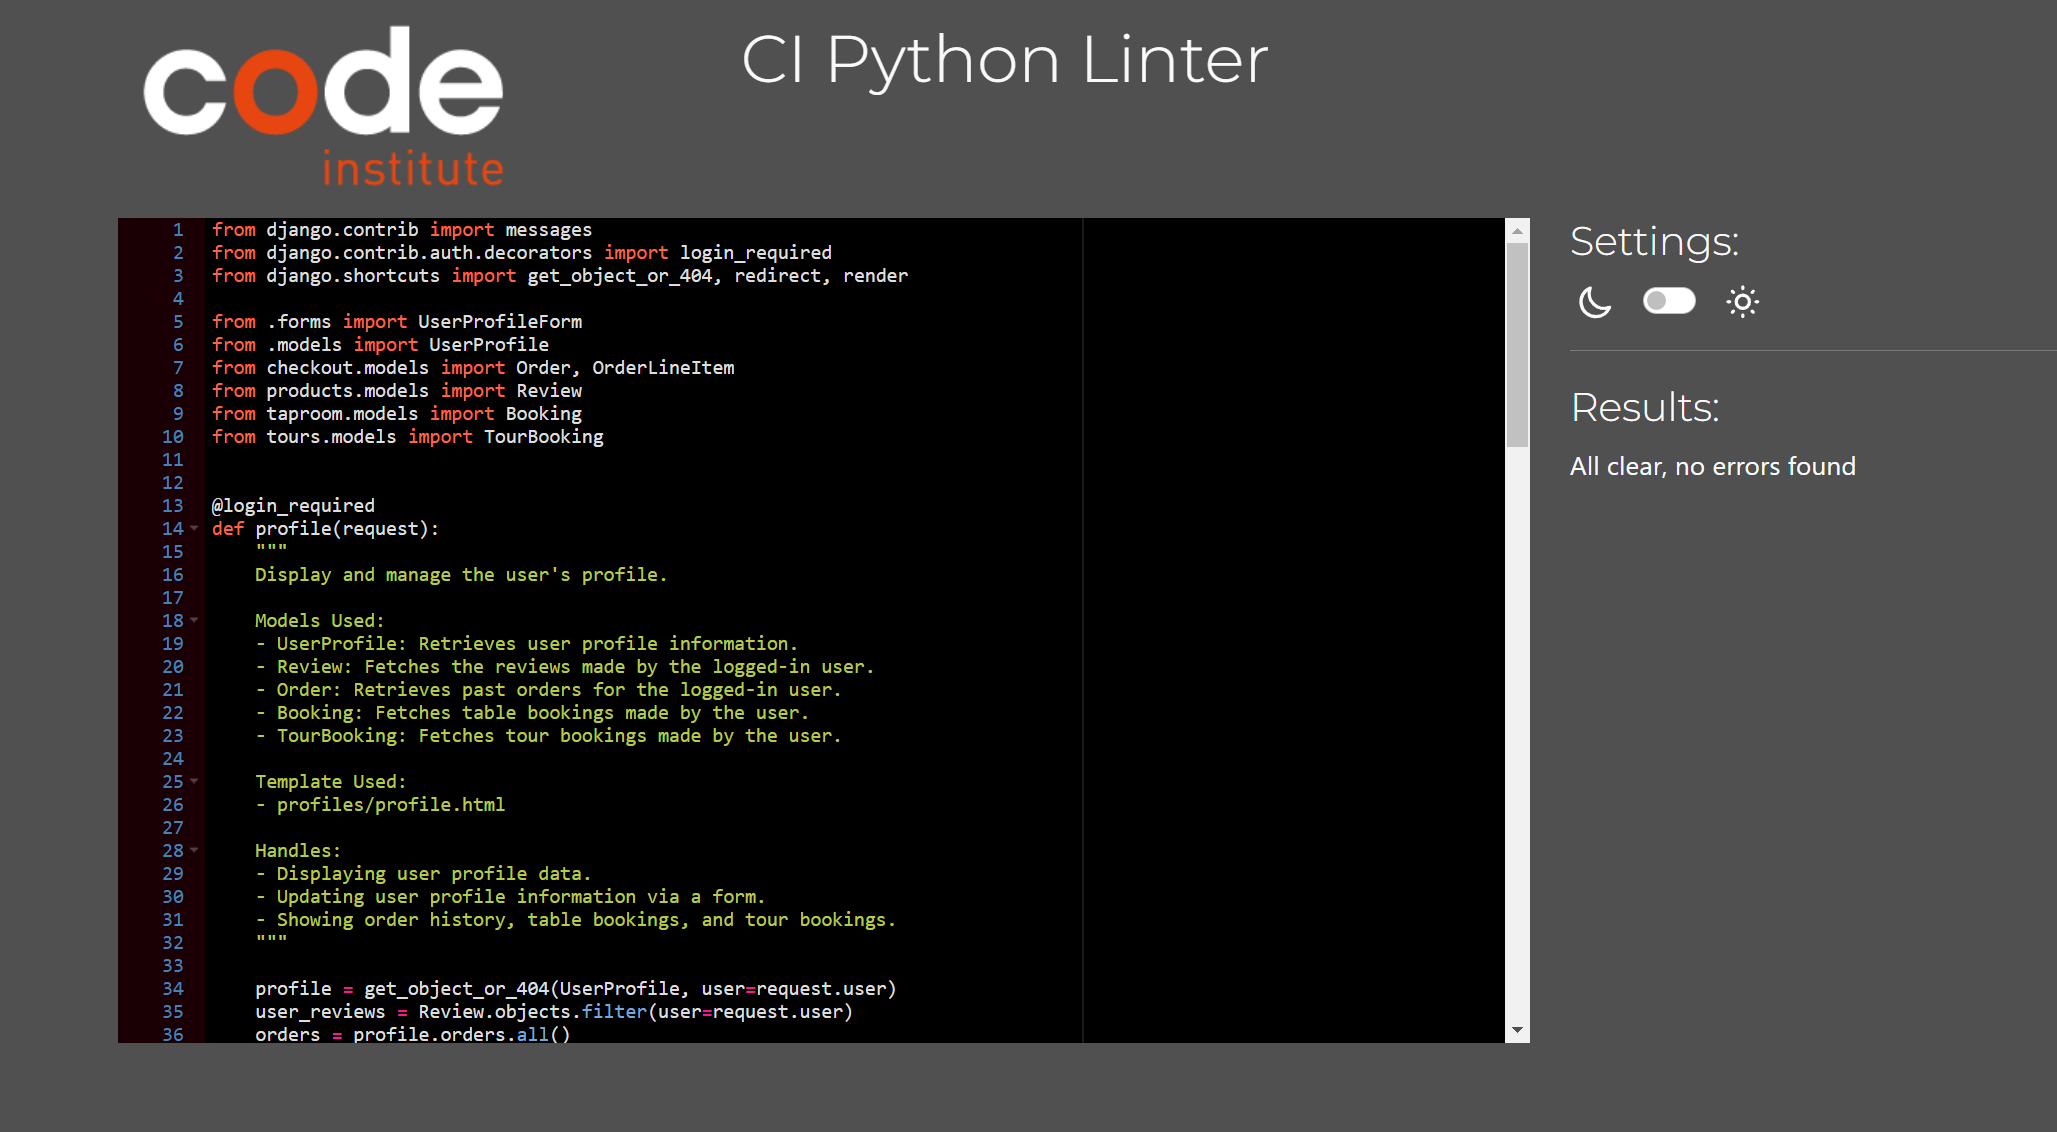 code
institute
CI Python Linter
1 from django.contrib import messages
2 from django.contrib.auth.decorators import login_required
3 from django.shortcuts import get_object_or_404, redirect, render
4
5 from .forms import UserProfileForm
6 from .models import UserProfile
7 from checkout.models import Order, OrderLineItem
8 from products.models import Review
9 from taproom.models import Booking
10 from tours.models import TourBooking
11
12
13 @login_required
14 def profile(request):
15     """
16     Display and manage the user's profile.
17
18     Models Used:
19     - UserProfile: Retrieves user profile information.
20     - Review: Fetches the reviews made by the logged-in user.
21     - Order: Retrieves past orders for the logged-in user.
22     - Booking: Fetches table bookings made by the user.
23     - TourBooking: Fetches tour bookings made by the user.
24
25     Template Used:
26     - profiles/profile.html
27
28     Handles:
29     - Displaying user profile data.
30     - Updating user profile information via a form.
31     - Showing order history, table bookings, and tour bookings.
32     """
33
34     profile = get_object_or_404(UserProfile, user=request.user)
35     user_reviews = Review.objects.filter(user=request.user)
36     orders = profile.orders.all()
Settings:
Results:
All clear, no errors found